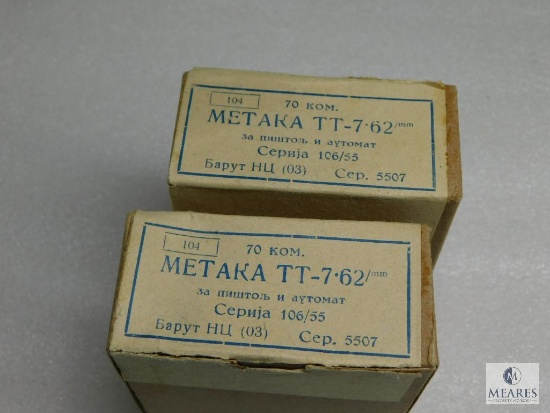 104
70 ком.
МЕТАКА ТТ-7·62/mm
за пиштољ и аутомат
Серија 106/55
Барут НЦ (03) Сер. 5507
104
70 ком.
МЕТАКА ТТ-7·62/mm
за пиштољ и аутомат
Серија 106/55
Барут НЦ (03) Сер. 5507
M
MEARES